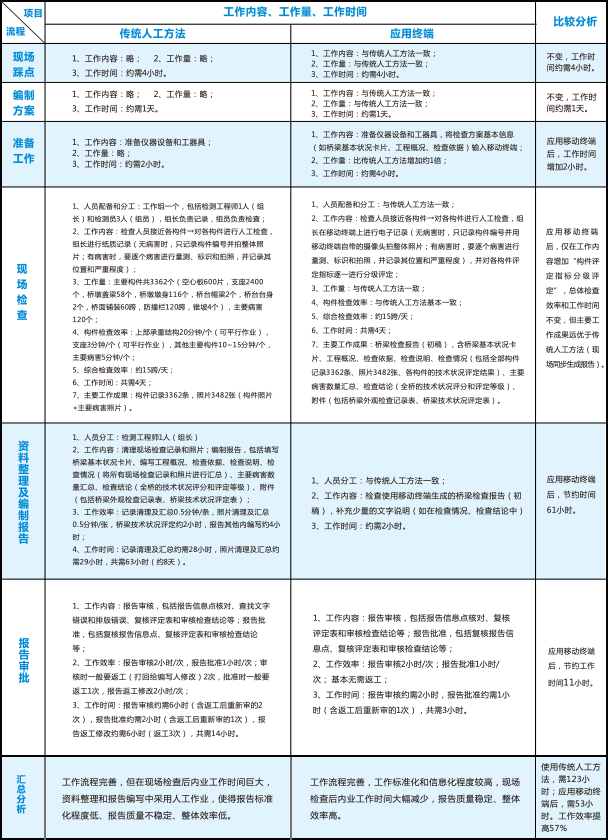 项目
流程
工作内容、工作量、工作时间
传统人工方法
应用终端
比较分析
现场
踩点
1、工作内容：略； 2、工作量：略；
3、工作时间：约需4小时。
1、工作内容：与传统人工方法一致；
2、工作量：与传统人工方法一致；
3、工作时间：约需4小时。
不变，工作时
间约需4小时。
编制
方案
1、工作内容：略； 2、工作量：略；
3、工作时间：约需1天。
1、工作内容：与传统人工方法一致；
2、工作量：与传统人工方法一致；
3、工作时间：约需1天。
不变，工作时
间约需1天。
准备
工作
1、工作内容：准备仪器设备和工器具；
2、工作量：略；
3、工作时间：约需2小时。
1、工作内容：准备仪器设备和工器具，将检查方案基本信息
（如桥梁基本状况卡片、工程概况、检查依据）输入移动终端；
2、工作量：比传统人工方法增加约1倍；
3、工作时间：约需4小时。
应用移动终端
后，工作时间
增加2小时。
现
场
检
查
1、人员配备和分工：工作组一个，包括检测工程师1人（组
长）和检测员3人（组员），组长负责记录，组员负责检查；
2、工作内容：检查人员接近各构件→对各构件进行人工检查，
组长进行纸质记录（无病害时，只记录构件编号并拍整体照
片；有病害时，要逐个病害进行量测、标识和拍照，并记录其
位置和严重程度）；
3、工作量：主要构件共3362个（空心板600片，支座2400
个，桥墩盖梁58个，桥墩墩身116个，桥台帽梁2个，桥台台身
2个，桥面铺装60跨，防撞栏120跨，锥坡4个），主要病害
120个；
4、构件检查效率：上部承重结构20分钟/个（可平行作业），
支座3分钟/个（可平行作业），其他主要构件10~15分钟/个，
主要病害5分钟/个；
5、综合检查效率：约15跨/天；
6、工作时间：共需4天；
7、主要工作成果：构件记录3362条，照片3482张（构件照片
+主要病害照片）。
1、人员配备和分工：与传统人工方法一致；
2、工作内容：检查人员接近各构件→对各构件进行人工检查，组
长在移动终端上进行电子记录（无病害时，只记录构件编号并用
移动终端自带的摄像头拍整体照片；有病害时，要逐个病害进行
量测、标识和拍照，并记录其位置和严重程度），并对各构件评
定指标逐一进行分级评定；
3、工作量：与传统人工方法一致；
4、构件检查效率：与传统人工方法基本一致；
5、综合检查效率：约15跨/天；
6、工作时间：共需4天；
7、主要工作成果：桥梁检查报告（初稿），含桥梁基本状况卡
片、工程概况、检查依据、检查说明、检查情况（包括全部构件
记录3362条、照片3482张、各构件的技术状况评定结果）、主要
病害数量汇总、检查结论（全桥的技术状况评分和评定等级）、
附件（包括桥梁外观检查记录表、桥梁技术状况评定表）。
应用移动终端
后，仅在工作内
容增加“构件评
定指标分级评
定”，总体检查
效率和工作时间
不变，但主要工
作成果远优于传
统人工方法（现
场同步生成报告）。
资
料
整
理
及
编
制
报
告
1、人员分工：检测工程师1人（组长）
2、工作内容：清理现场检查记录和照片；编制报告，包括填写
桥梁基本状况卡片、编写工程概况、检查依据、检查说明、检
查情况（将所有现场检查记录和照片进行汇总）、主要病害数
量汇总、检查结论（全桥的技术状况评分和评定等级）、附件
（包括桥梁外观检查记录表、桥梁技术状况评定表）；
3、工作效率：记录清理及汇总0.5分钟/条，照片清理及汇总
0.5分钟/张，桥梁技术状况评定约2小时，报告其他内编写约4小
时；
4、工作时间：记录清理及汇总约需28小时，照片清理及汇总约
需29小时，共需63小时（约8天）。
1、人员分工：与传统人工方法一致；
2、工作内容：检查使用移动终端生成的桥梁检查报告（初
稿），补充少量的文字说明（如在检查情况、检查结论中）
3、工作时间：约需2小时。
应用移动终端
后，节约时间
61小时。
报
告
审
批
1、工作内容：报告审核，包括报告信息点核对、查找文字
错误和排版错误、复核评定表和审核检查结论等；报告批
准，包括复核报告信息点、复核评定表和审核检查结论
等；
2、工作效率：报告审核2小时/次，报告批准1小时/次；审
核时一般要返工（打回给编写人修改）2次，批准时一般要
返工1次，报告返工修改2小时/次；
3、工作时间：报告审核约需6小时（含返工后重新审的2
次），报告批准约需2小时（含返工后重新审的1次），报
告返工修改约需6小时（返工3次），共需14小时。
1、工作内容：报告审核，包括报告信息点核对、复核
评定表和审核检查结论等；报告批准，包括复核报告信
息点、复核评定表和审核检查结论等；
2、工作效率：报告审核2小时/次；报告批准1小时/
次； 基本无需返工；
3、工作时间：报告审核约需2小时，报告批准约需1小
时（含返工后重新审的1次），共需3小时。
应用移动终端
后，节约工作
时间11小时。
汇
总
分
析
工作流程完善，但在现场检查后内业工作时间巨大，
资料整理和报告编写中采用人工作业，使得报告标准
化程度低、报告质量不稳定、整体效率低。
工作流程完善，工作标准化和信息化程度较高，现场
检查后内业工作时间大幅减少，报告质量稳定、整体
效率高。
使用传统人工方
法，需123小
时；应用移动终
端后，需53小
时。工作效率提
高57%